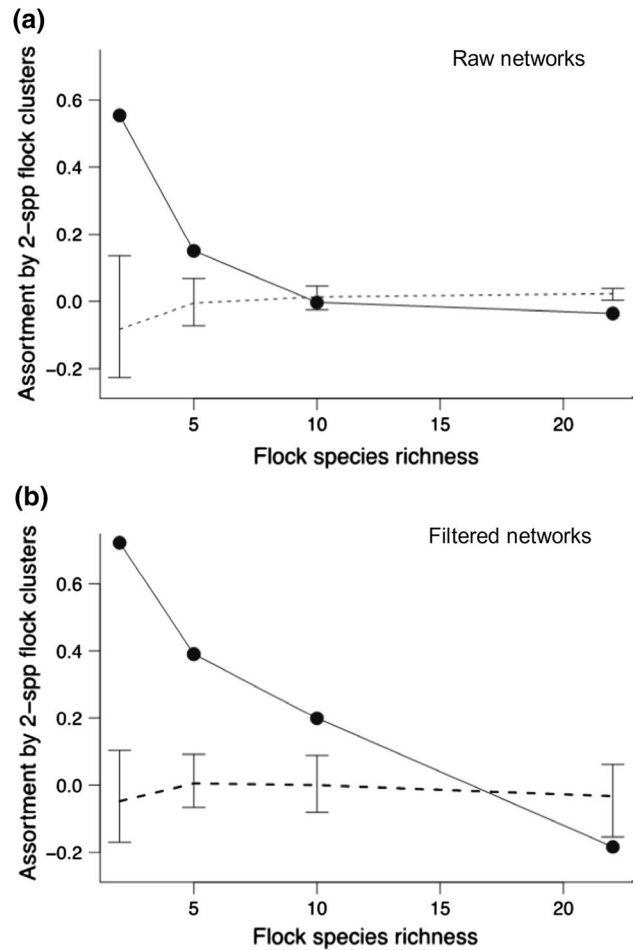 (a)
Raw networks
Assortment by 2−spp flock clusters
0.6
0.4
0.2
0.0
−0.2
5
10
15
20
Flock species richness
(b)
Filtered networks
Assortment by 2−spp flock clusters
0.6
0.4
0.2
0.0
−0.2
5
10
15
20
Flock species richness